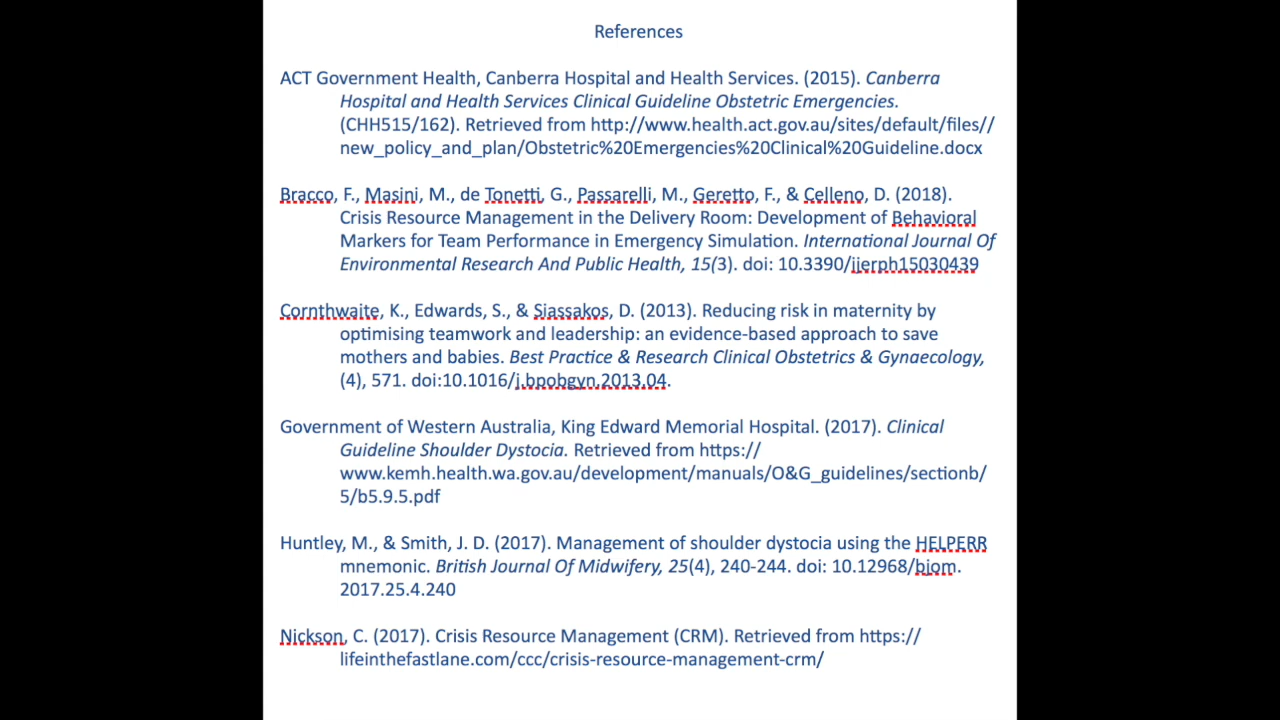 References
ACT Government Health, Canberra Hospital and Health Services. (2015). Canberra
Hospital and Health Services Clinical Guideline Obstetric Emergencies.
(CHH515/162). Retrieved from http://www.health.act.gov.au/sites/default/files//
new_policy_and_plan/Obstetric%20Emergencies%20Clinical%20Guideline.docx
Bracco, F., Masini, M., de Tonetti, G., Passarelli, M., Geretto, F., & Celleno, D. (2018).
Crisis Resource Management in the Delivery Room: Development of Behavioral
Markers for Team Performance in Emergency Simulation. International Journal Of
Environmental Research And Public Health, 15(3). doi: 10.3390/ijerph15030439
Cornthwaite, K., Edwards, S., & Siassakos, D. (2013). Reducing risk in maternity by
optimising teamwork and leadership: an evidence-based approach to save
mothers and babies. Best Practice & Research Clinical Obstetrics & Gynaecology,
(4), 571. doi:10.1016/j.bpobgyn.2013.04.
Government of Western Australia, King Edward Memorial Hospital. (2017). Clinical
Guideline Shoulder Dystocia. Retrieved from https://
www.kemh.health.wa.gov.au/development/manuals/O&G_guidelines/sectionb/
5/b5.9.5.pdf
Huntley, M., & Smith, J. D. (2017). Management of shoulder dystocia using the HELPERR
mnemonic. British Journal Of Midwifery, 25(4), 240-244. doi: 10.12968/bjom.
2017.25.4.240
Nickson, C. (2017). Crisis Resource Management (CRM). Retrieved from https://
lifeinthefastlane.com/ccc/crisis-resource-management-crm/